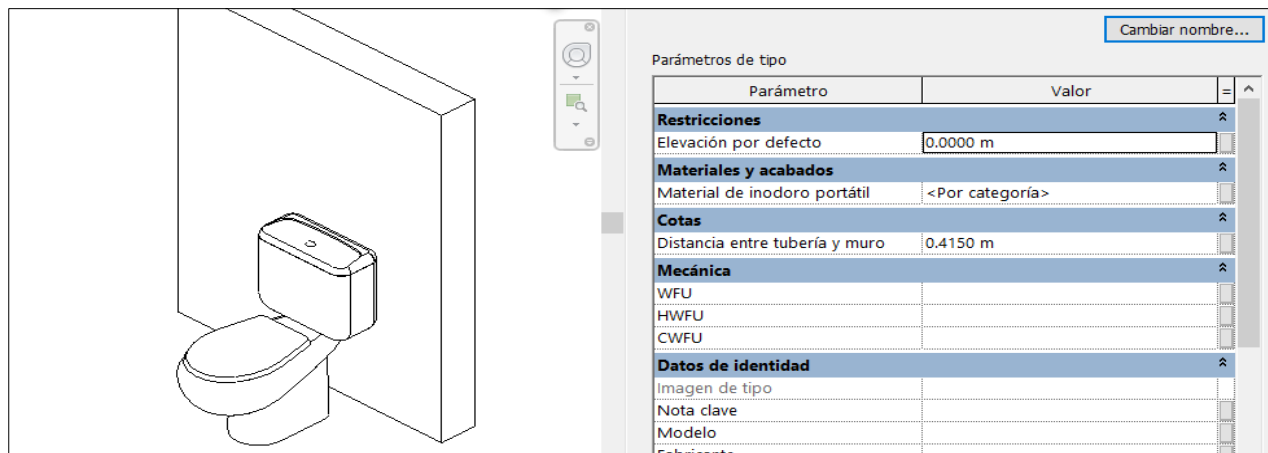 Cambiar nombre...
Parámetros de tipo
Parámetro Valor =
Restricciones
Elevación por defecto 0.0000 m
Materiales y acabados
Material de inodoro portátil <Por categoría>
Cotas
Distancia entre tubería y muro 0.4150 m
Mecánica
WFU
HWFU
CWFU
Datos de identidad
Imagen de tipo
Nota clave
Modelo
Fabricante